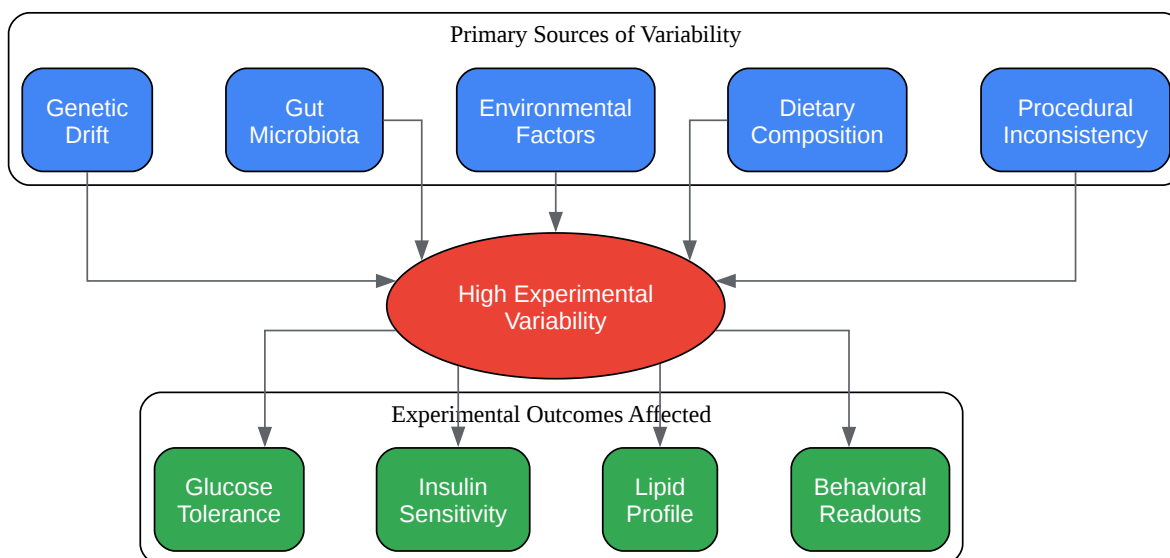 Primary Sources of Variability
Genetic
Drift
Gut
Microbiota
Environmental
Factors
Dietary
Composition
Procedural
Inconsistency
High Experimental
Variability
Experimental Outcomes Affected
Glucose
Tolerance
Insulin
Sensitivity
Lipid
Profile
Behavioral
Readouts